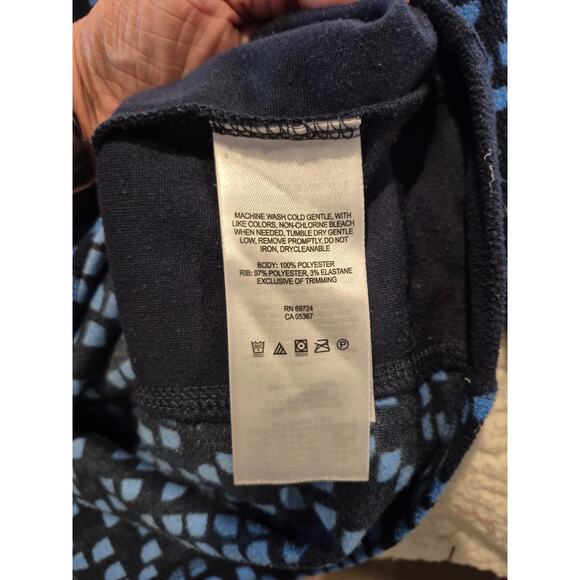 MACHINE WASH COLD GENTLE, WITH
LIKE COLORS, NON-CHLORINE BLEACH
WHEN NEEDED, TUMBLE DRY GENTLE
LOW, REMOVE PROMPTLY, DO NOT
IRON, DRYCLEANABLE
BODY: 100% POLYESTER
RIB: 97% POLYESTER, 3% ELASTANE
EXCLUSIVE OF TRIMMING
RN 69724
CA 05367